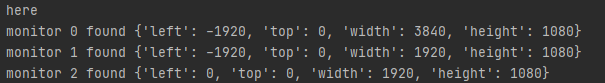 here
monitor 0 found {'left': -1920, 'top': 0, 'width': 3840, 'height': 1080}
monitor 1 found {'left': -1920, 'top': 0, 'width': 1920, 'height': 1080}
monitor 2 found {'left': 0, 'top': 0, 'width': 1920, 'height': 1080}